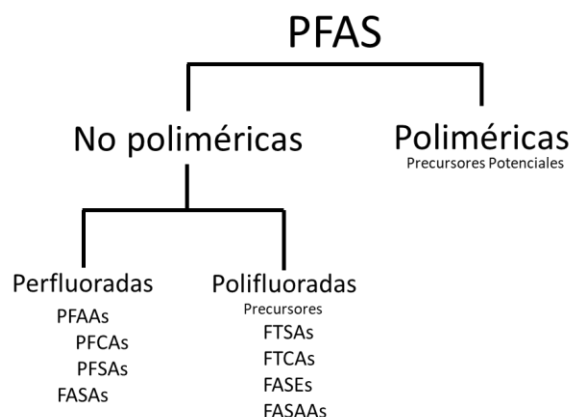 PFAS
No poliméricas
Poliméricas
Precursores Potenciales
Perfluoradas
PFAAs
PFCAs
PFSAs
FASAs
Polifluoradas
Precursores
FTSAs
FTCAs
FASEs
FASAAs